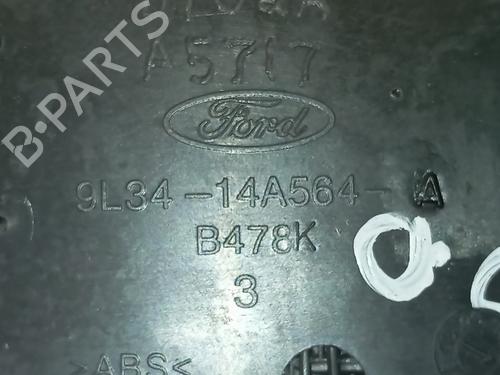 A5717
Ford
9L34-14A564-A
B478K
3
>ABS<
B-PARTS